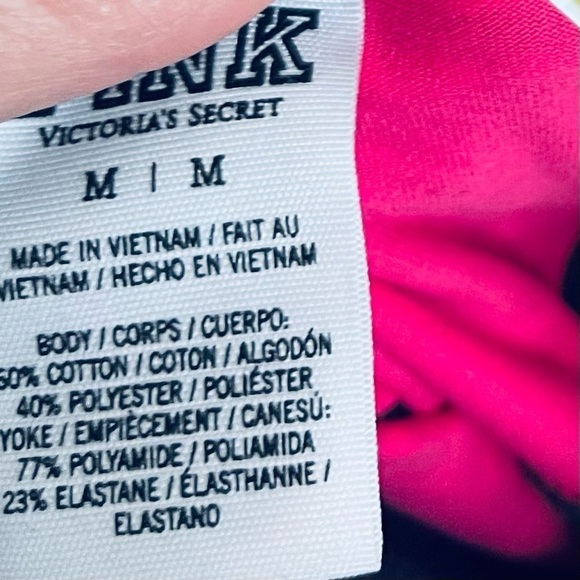 PINK
VICTORIA'S SECRET
M | M
MADE IN VIETNAM / FAIT AU
VIETNAM / HECHO EN VIETNAM
BODY / CORPS / CUERPO:
60% COTTON / COTON / ALGODÓN
40% POLYESTER / POLIÉSTER
YOKE / EMPIÈCEMENT / CANESÚ:
77% POLYAMIDE / POLIAMIDA
23% ELASTANE / ÉLASTHANNE /
ELASTANO